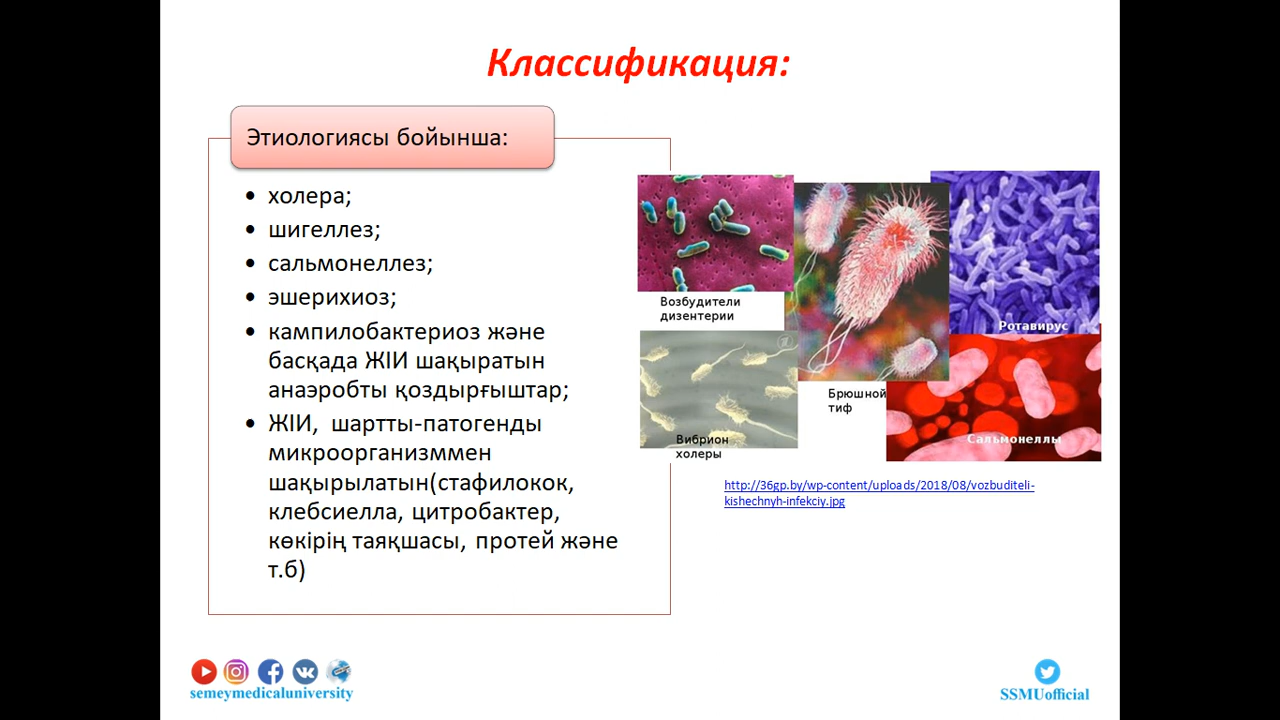 Классификация:
Этиологиясы бойынша:
• холера;
• шигеллез;
• сальмонеллез;
• эшерихиоз;
• кампилобактериоз және
басқада ЖІИ шақыратын
анаэробты қоздырғыштар;
• ЖІИ, шартты-патогенды
микроорганизммен
шақырылатын(стафилокок,
клебсиелла, цитробактер,
көкірің таяқшасы, протей және
т.б)
Возбудители
дизентерии
Вибрион
холеры
Брюшной
тиф
Ротавирус
Сальмонеллы
http://36gp.by/wp-content/uploads/2018/08/vozbuditeli-
kishechnyh-infekciy.jpg
semeymedicaluniversity
SSMUofficial